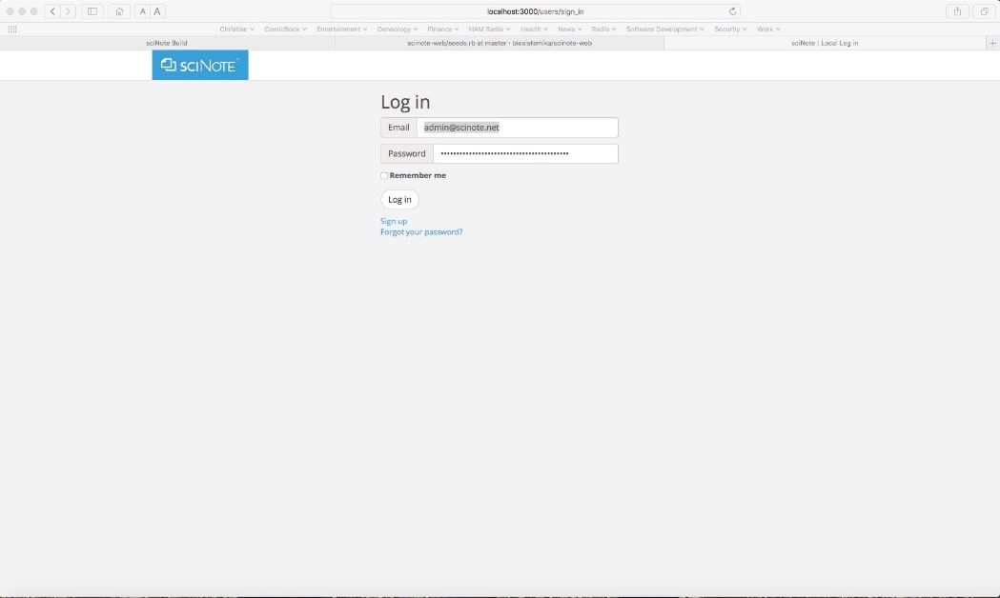 A A
localhost:3000/users/sign_in
Christian ComicBook Entertainment Geneology Finance HAM Radio Health News Radio Software Development Security Work
sciNote Build
scinote-web/seeds.rb at master · biosistemika/scinote-web
sciNote | Local Log in
SCINOTE
Log in
Email admin@scinote.net
Password
Remember me
Log in
Sign up
Forgot your password?